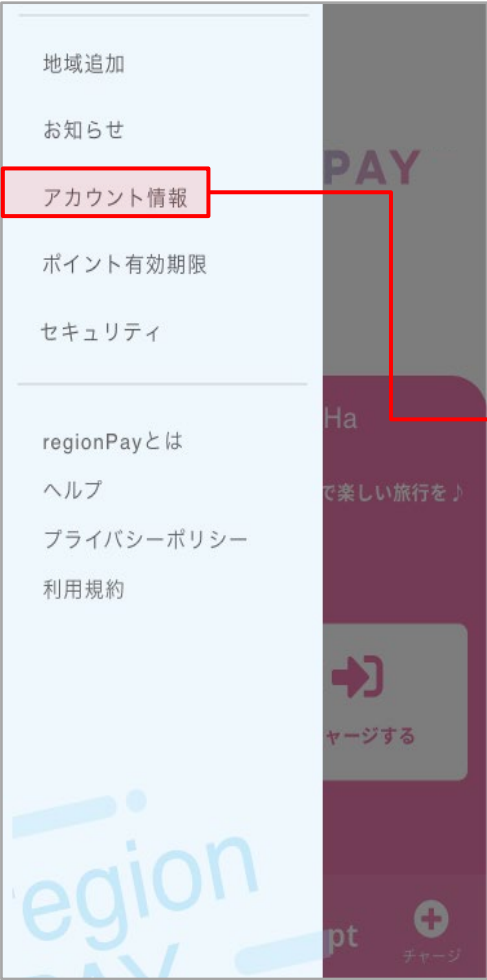 地域追加
お知らせ
PAY
アカウント情報
ポイント有効期限
セキュリティ
Ha
regionPayとは
ヘルプ
で楽しい旅行を♪
プライバシーポリシー
利用規約
ャージする
egion
PAY
pt
チャージ